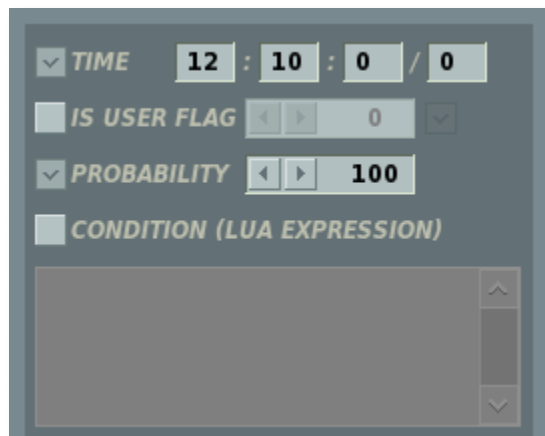 TIME 12 : 10 : 0 / 0
IS USER FLAG 0
PROBABILITY 100
CONDITION (LUA EXPRESSION)